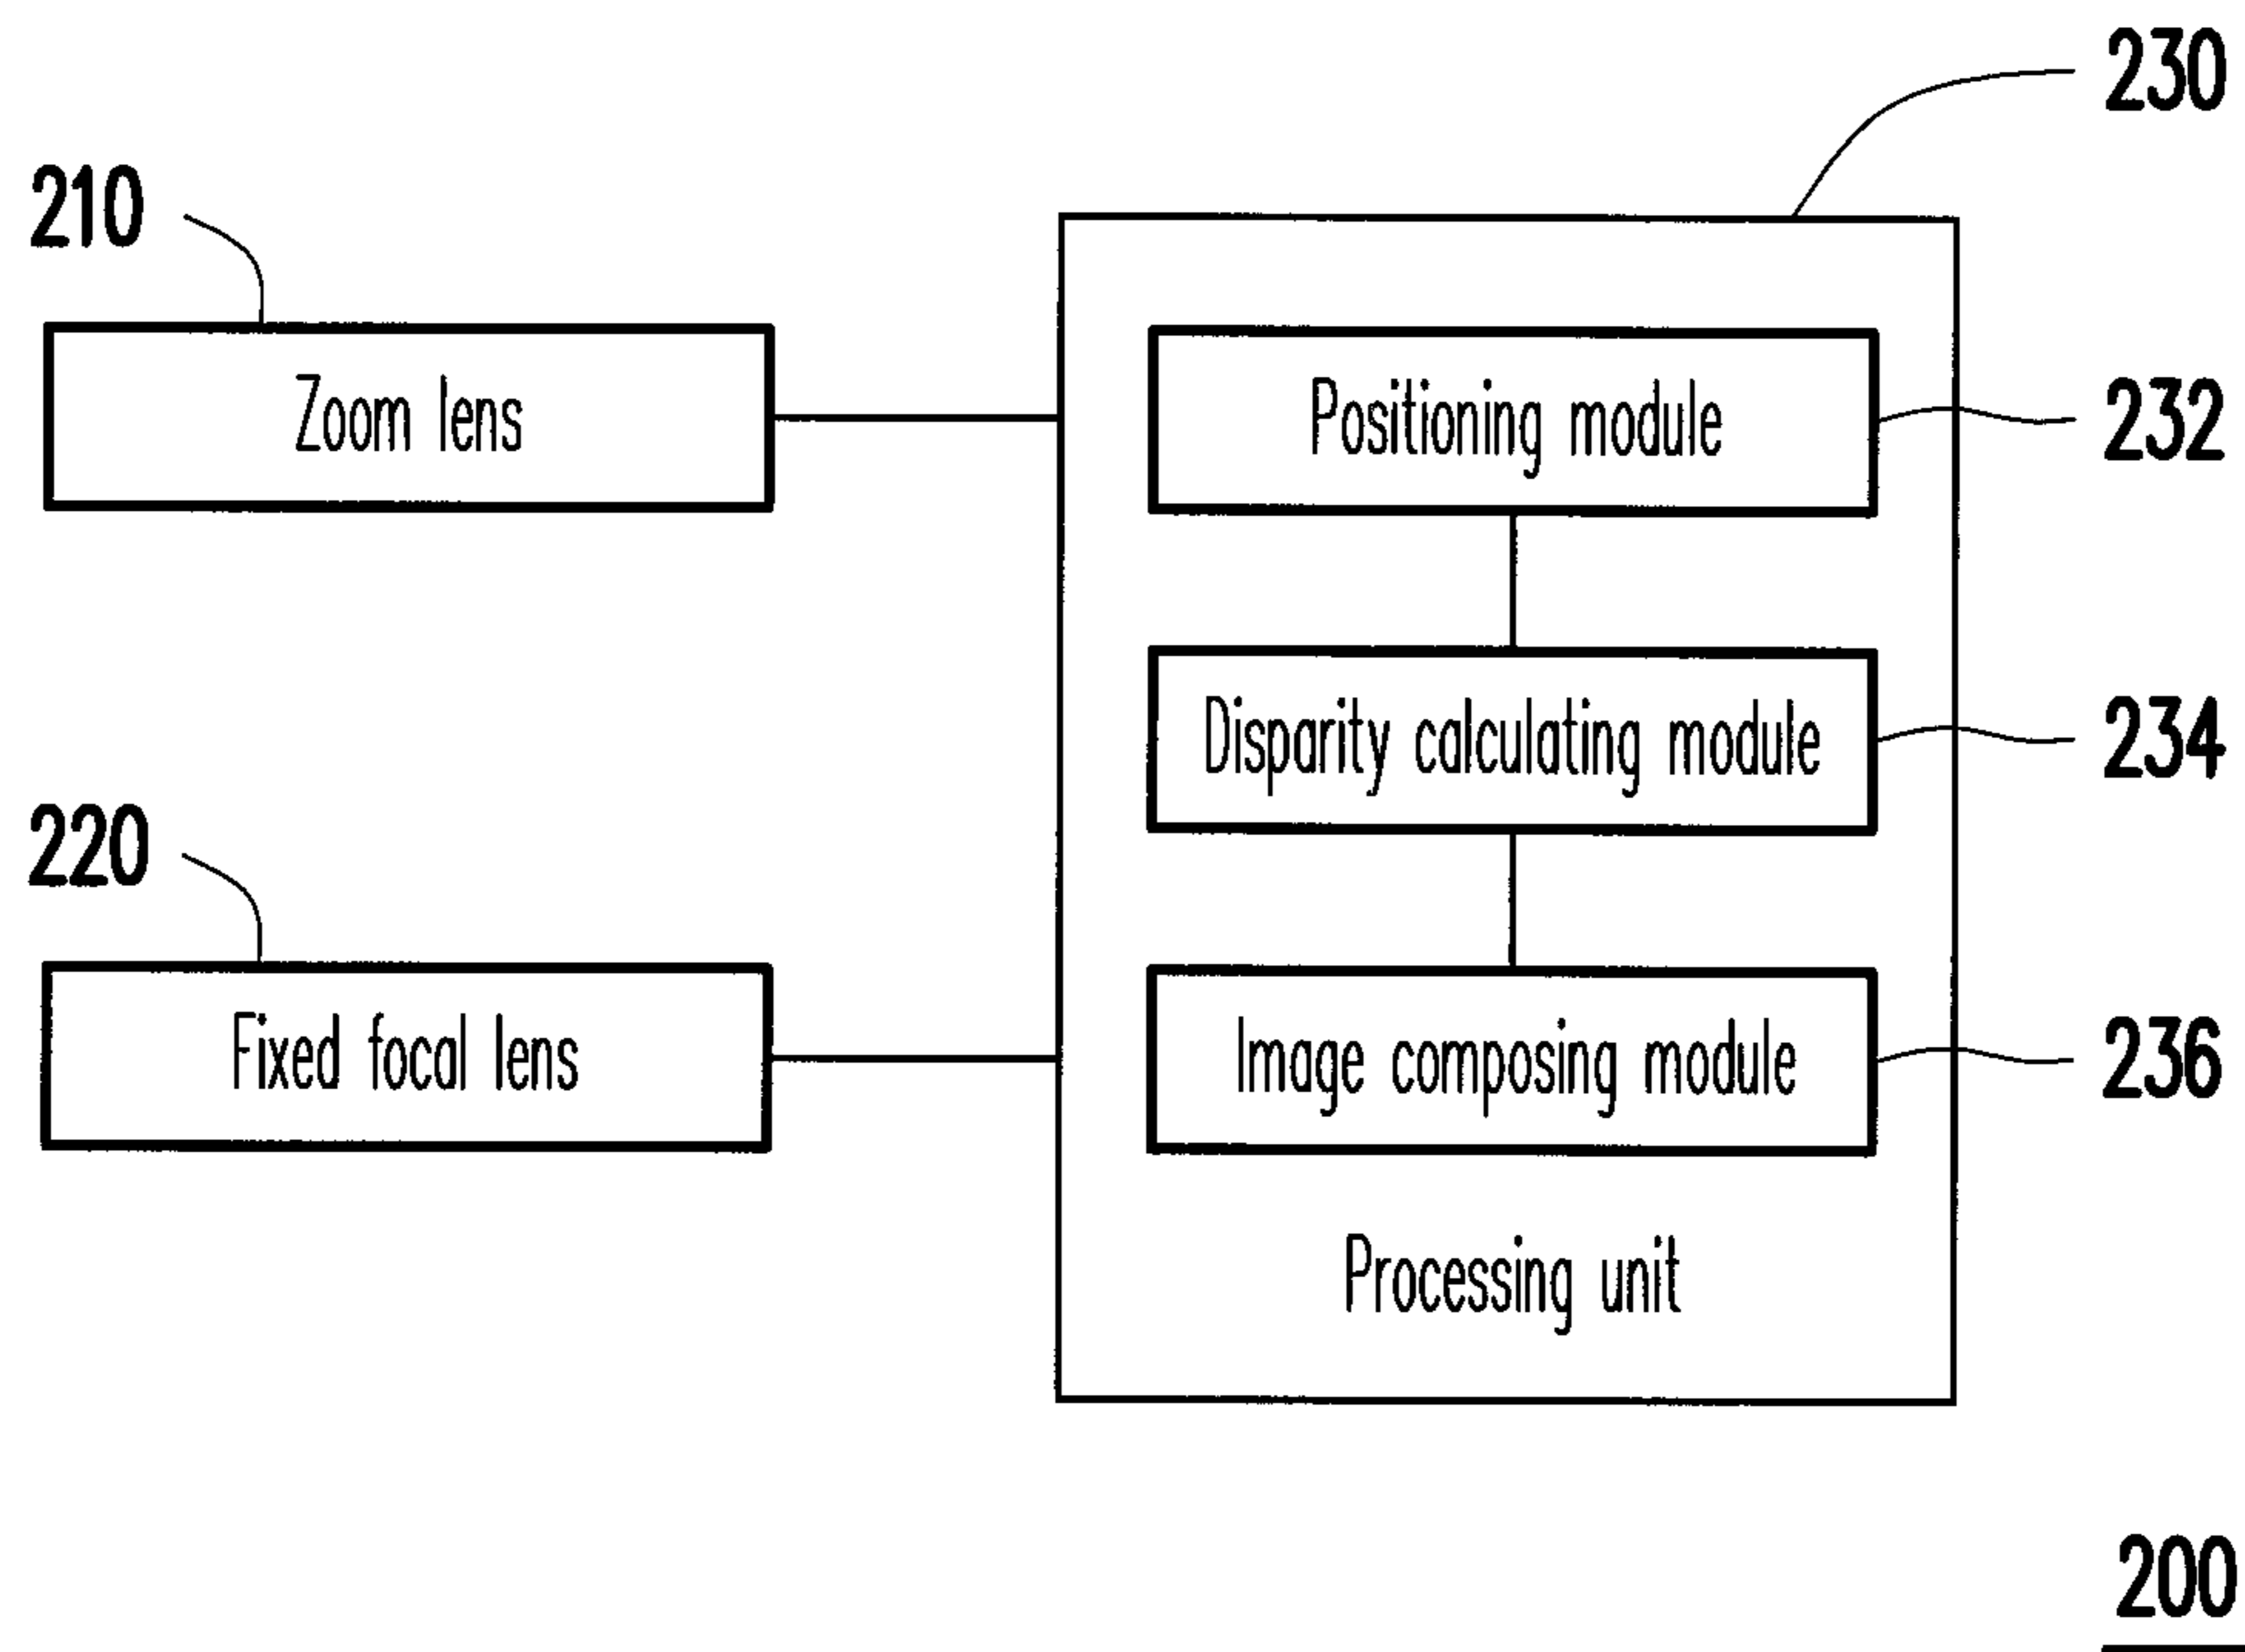 230
210
Zoom lens
Positioning module
232
Disparity calculating module
234
220
Fixed focal lens
Image composing module
236
Processing unit
200